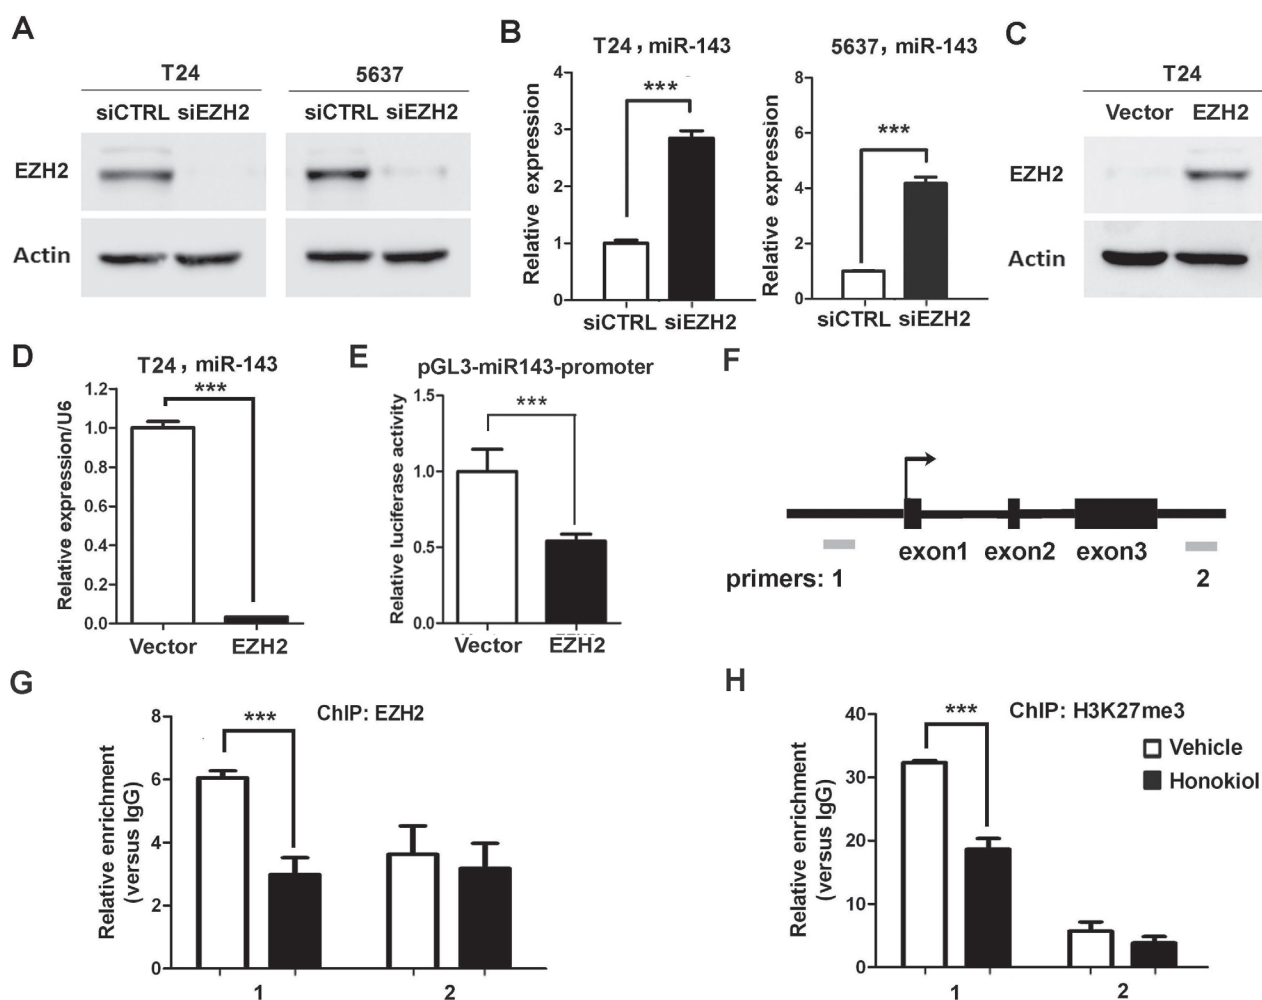 A
T24
5637
siCTRL siEZH2
siCTRL siEZH2
EZH2
Actin
B
T24, miR-143
Relative expression
4
3
2
1
0
***
siCTRL siEZH2
5637, miR-143
Relative expression
8
6
4
2
0
***
siCTRL siEZH2
C
T24
Vector EZH2
EZH2
Actin
D
T24, miR-143
Relative expression/U6
1.2
1.0
0.8
0.6
0.4
0.2
0.0
***
Vector EZH2
E
pGL3-miR143-promoter
Relative luciferase activity
1.5
1.0
0.5
0.0
***
Vector EZH2
F
exon1 exon2 exon3
primers: 1 2
G
ChIP: EZH2
Relative enrichment
(versus IgG)
8
6
4
2
0
***
1 2
H
ChIP: H3K27me3
Relative enrichment
(versus IgG)
40
30
20
10
0
***
Vehicle
Honokiol
1 2